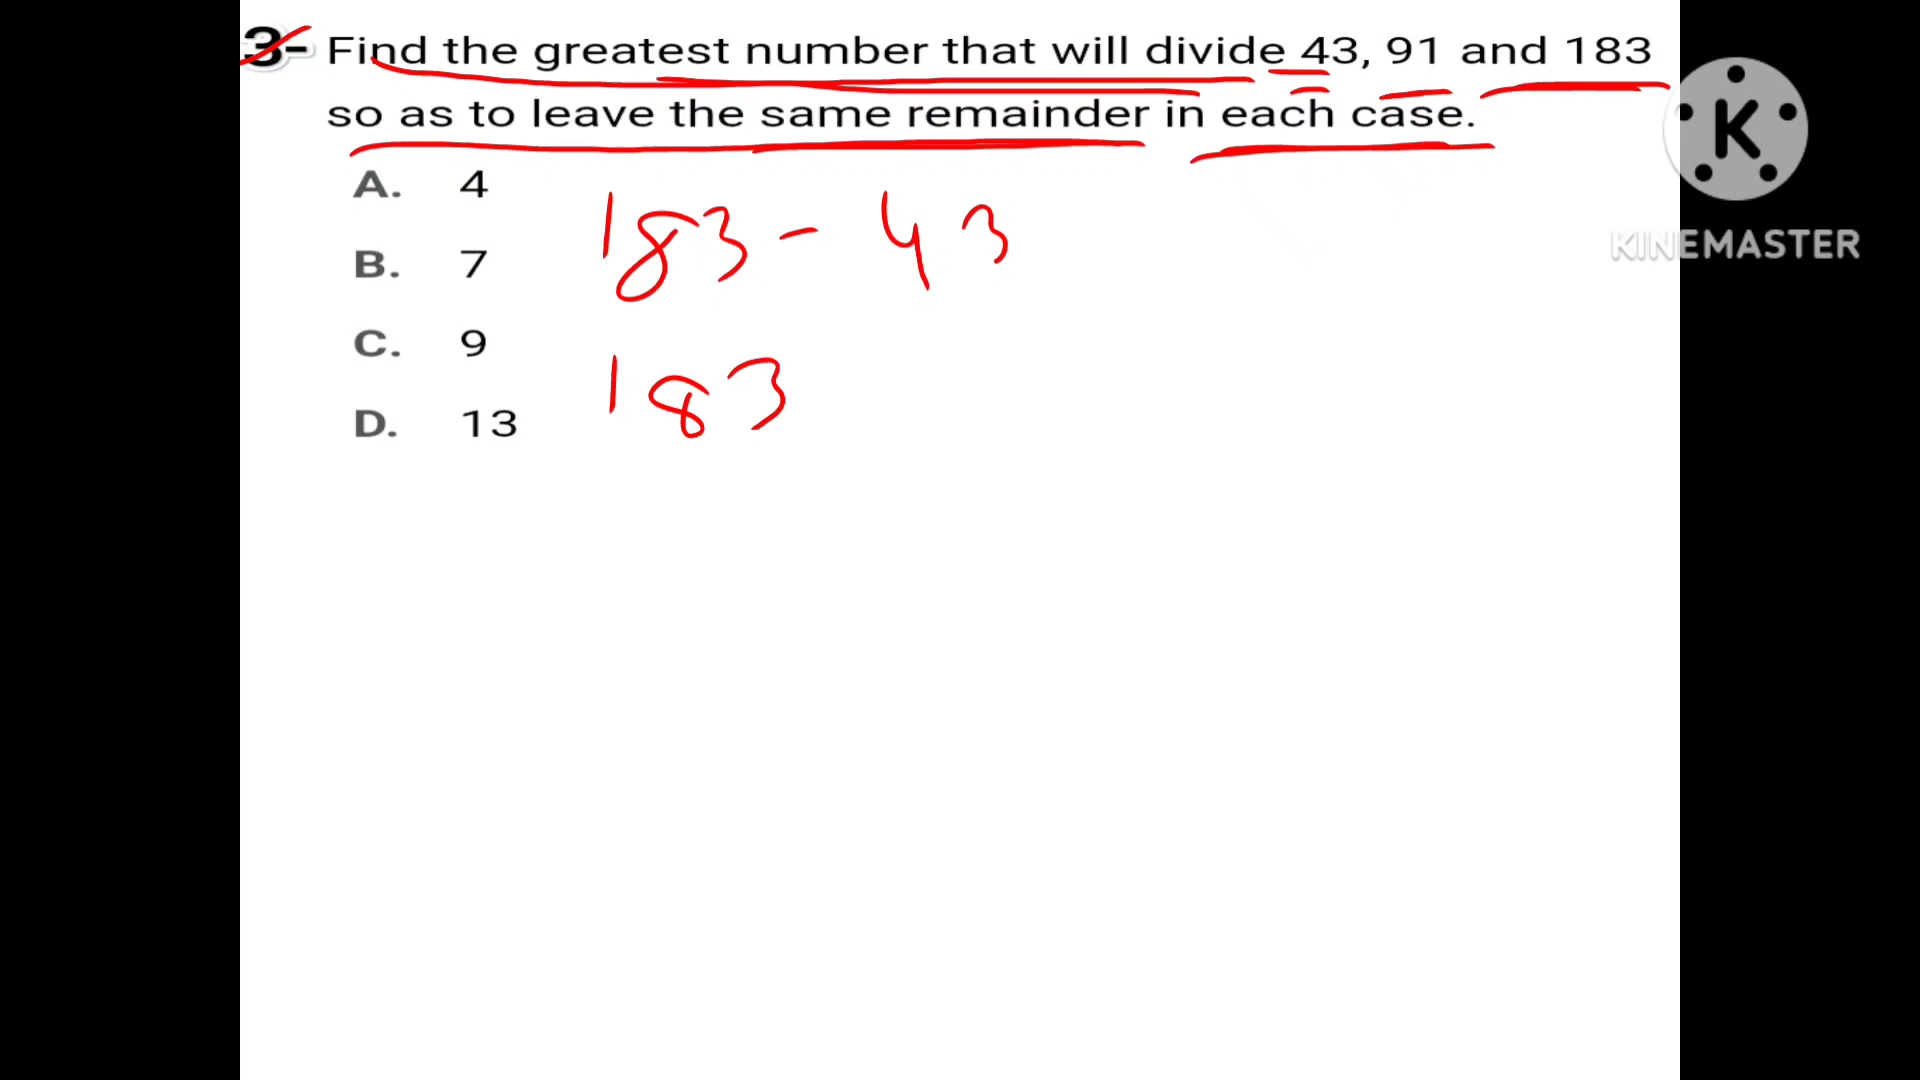 3- Find the greatest number that will divide 43, 91 and 183
so as to leave the same remainder in each case.
A. 4
B. 7
C. 9
D. 13
183 - 43
183
K
KINEMASTER